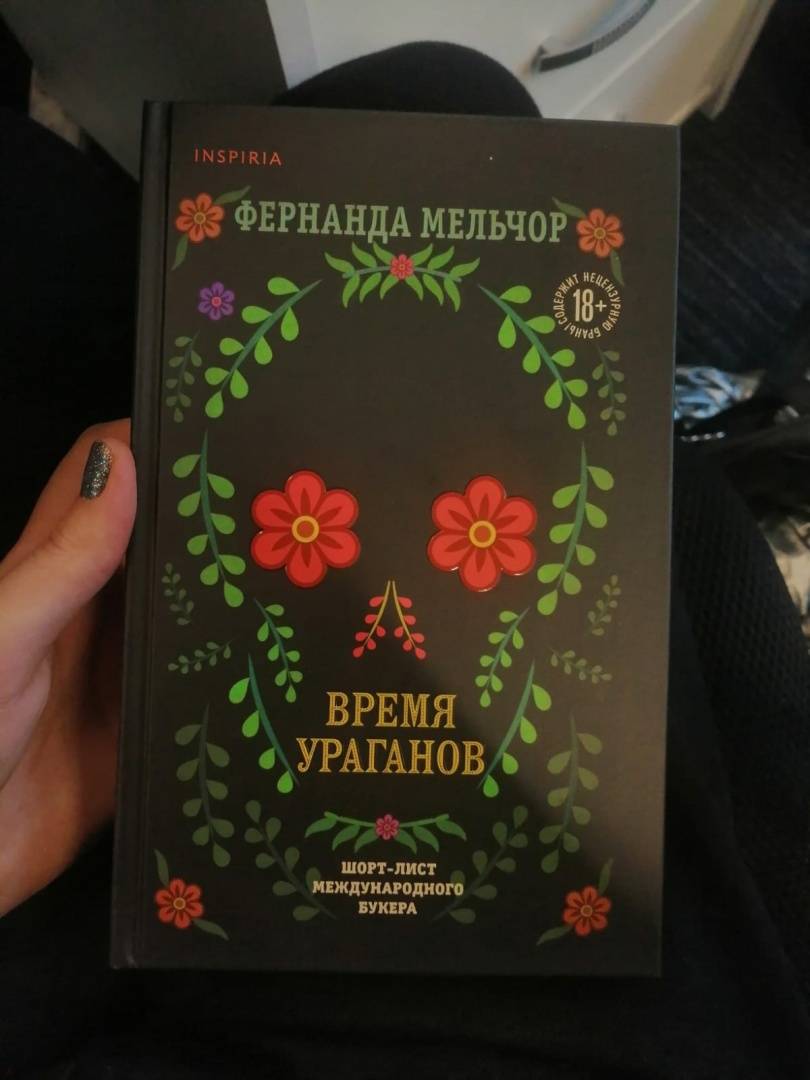 INSPIRIA
ФЕРНАНДА МЕЛЬЧОР
СОДЕРЖИТ НЕЦЕНЗУРНУЮ БРАНЬ
18+
ВРЕМЯ
УРАГАНОВ
ШОРТ-ЛИСТ
МЕЖДУНАРОДНОГО
БУКЕРА